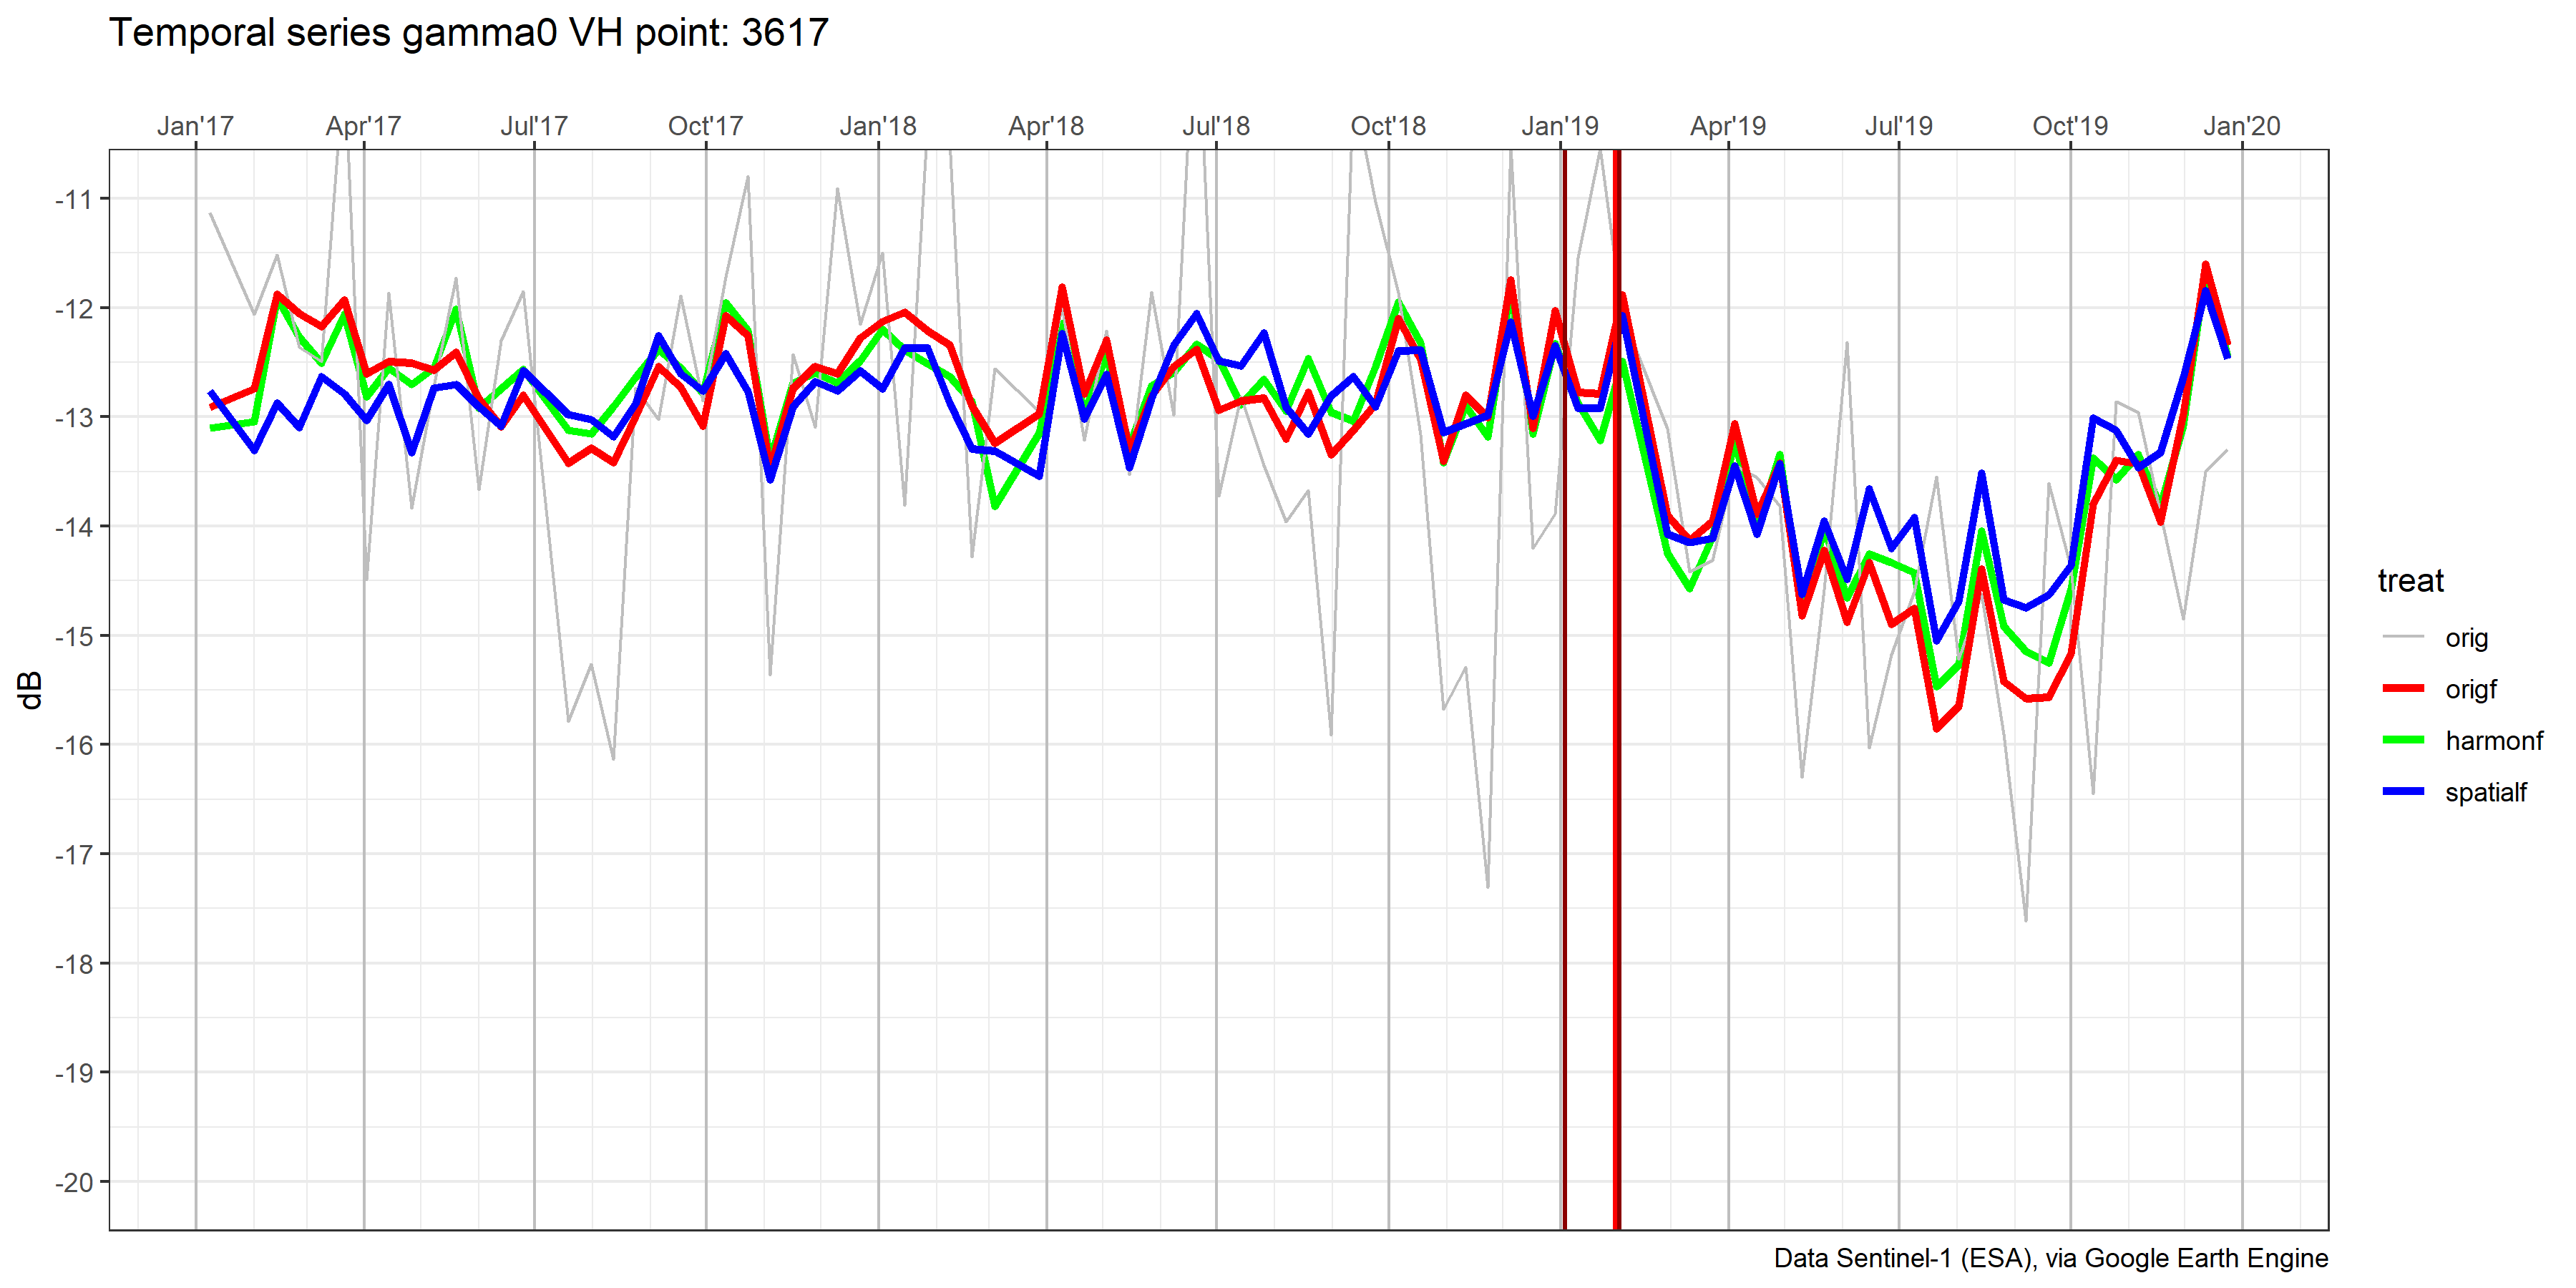 Temporal series gamma0 VH point: 3617
Jan'17 Apr'17 Jul'17 Oct'17 Jan'18 Apr'18 Jul'18 Oct'18 Jan'19 Apr'19 Jul'19 Oct'19 Jan'20
-11
-12
-13
-14
-15
-16
-17
-18
-19
-20
dB
treat
orig
origf
harmonf
spatialf
Data Sentinel-1 (ESA), via Google Earth Engine